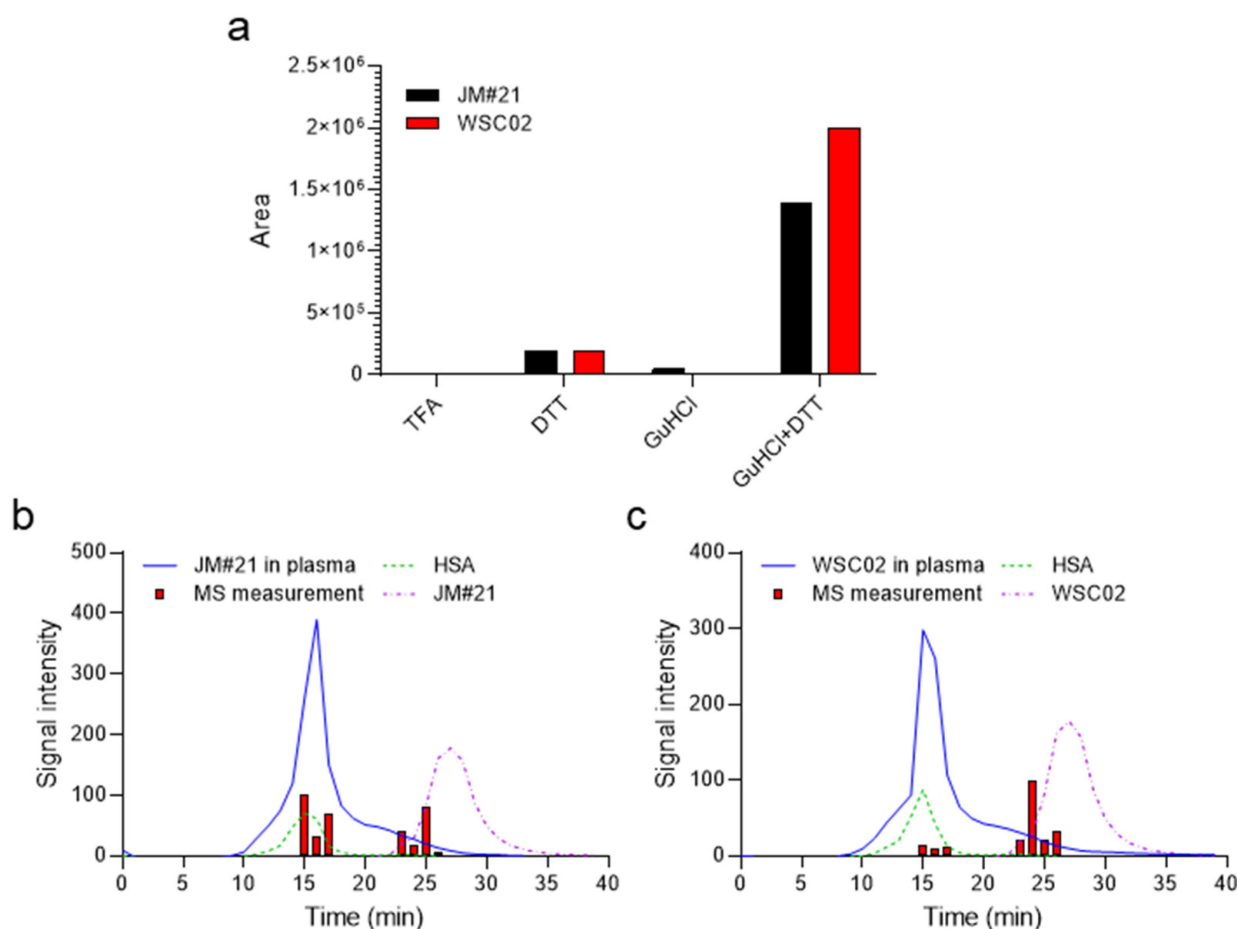 a
2.5×10⁶
2×10⁶
1.5×10⁶
1×10⁶
5×10⁵
0
Area
JM#21
WSC02
TFA
DTT
GuHCl
GuHCl+DTT
b
500
400
300
200
100
0
Signal intensity
JM#21 in plasma
HSA
MS measurement
JM#21
0 5 10 15 20 25 30 35 40
Time (min)
c
400
300
200
100
0
Signal intensity
WSC02 in plasma
HSA
MS measurement
WSC02
0 5 10 15 20 25 30 35 40
Time (min)